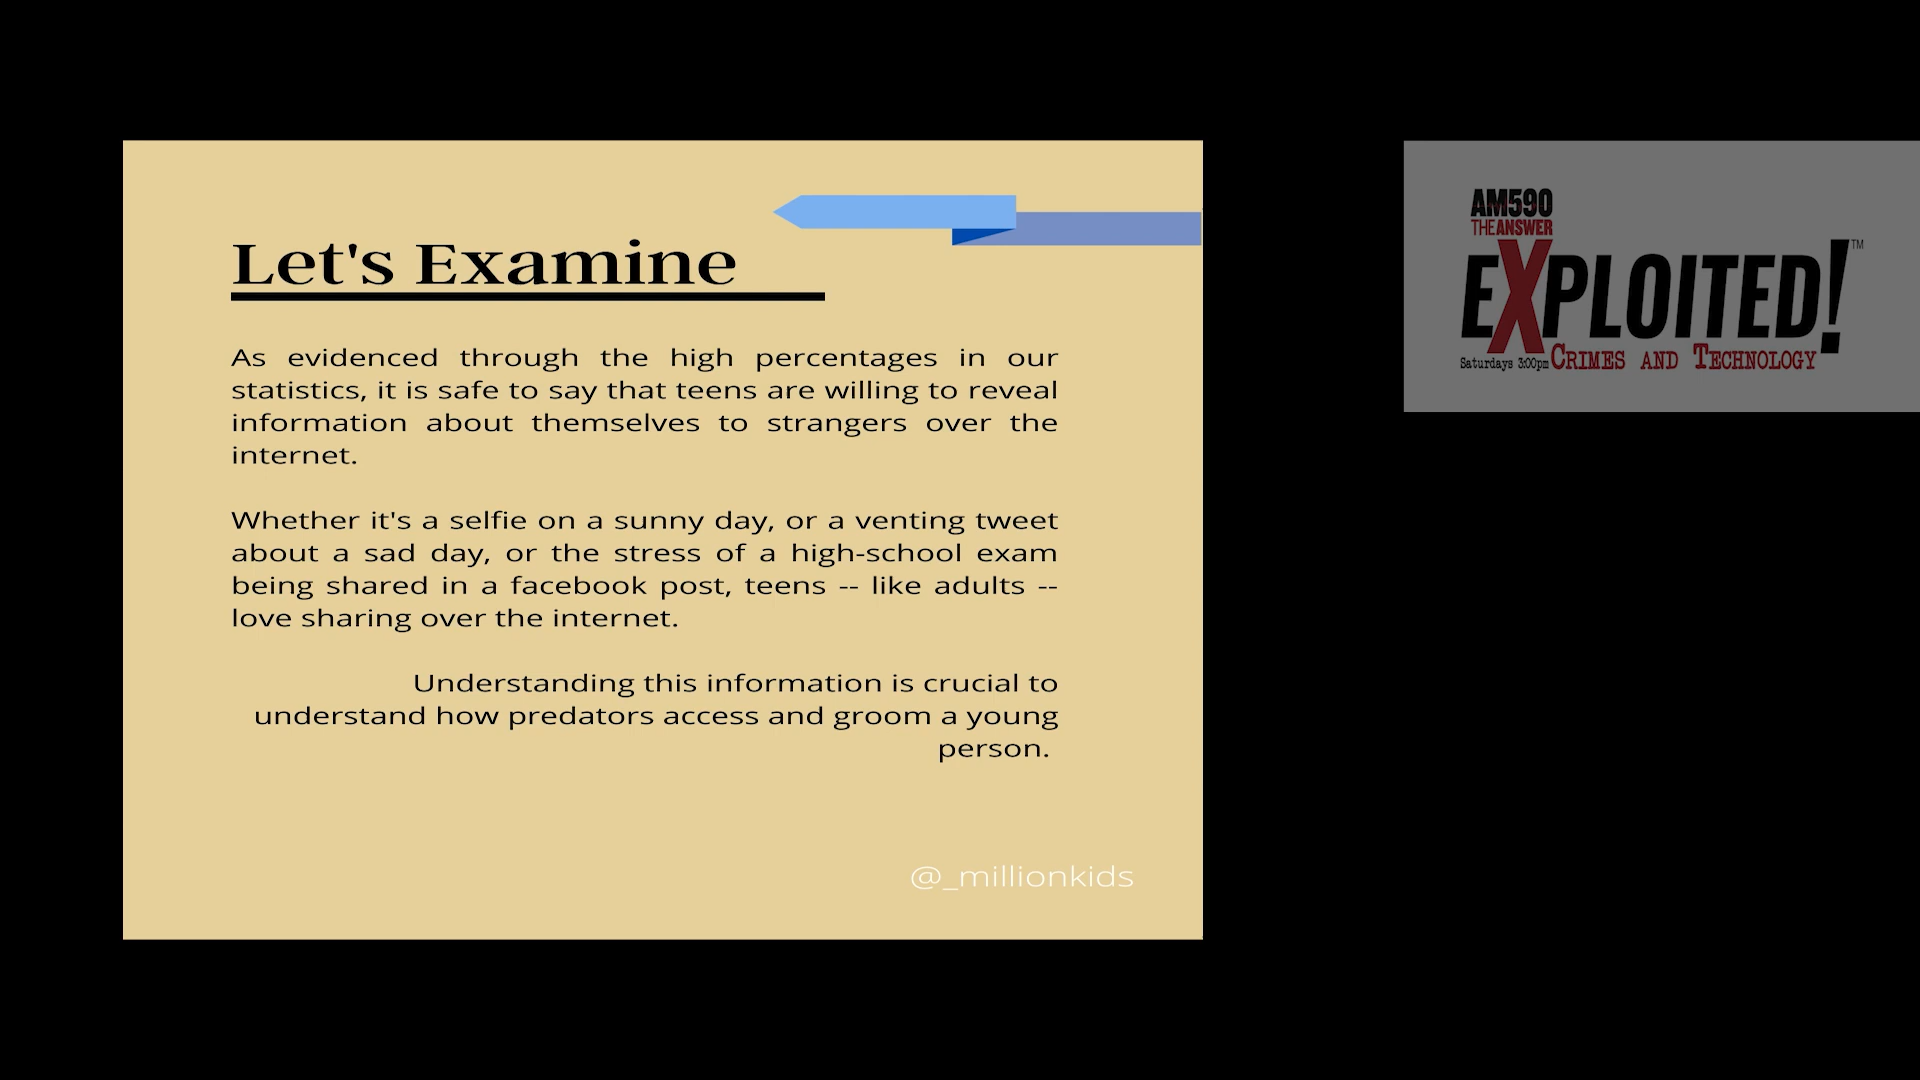 Let's Examine
As evidenced through the high percentages in our
statistics, it is safe to say that teens are willing to reveal
information about themselves to strangers over the
internet.
Whether it's a selfie on a sunny day, or a venting tweet
about a sad day, or the stress of a high-school exam
being shared in a facebook post, teens -- like adults --
love sharing over the internet.
Understanding this information is crucial to
understand how predators access and groom a young
person.
@_millionkids
AM590
THE ANSWER
EXPLOITED! TM
Saturdays 3:00pm CRIMES AND TECHNOLOGY